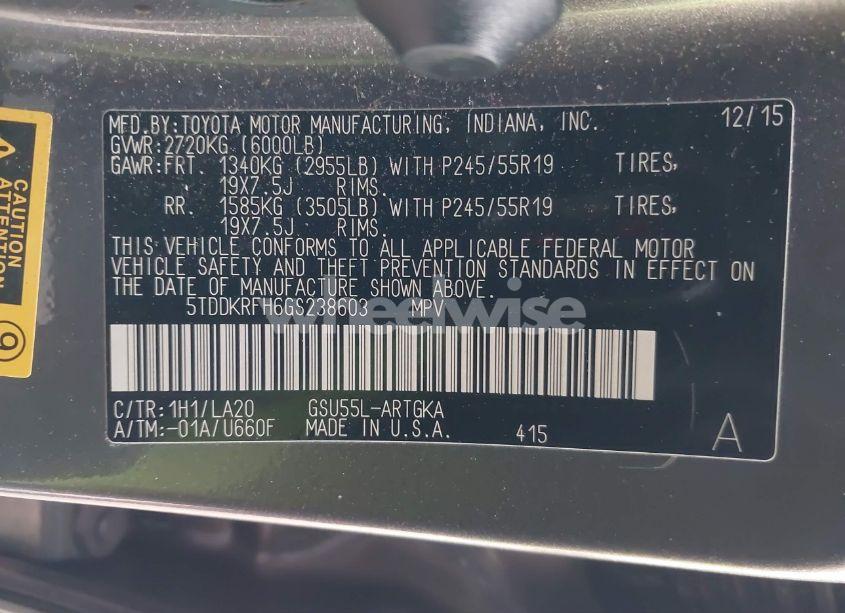 MFD.BY:TOYOTA MOTOR MANUFACTURING, INDIANA, INC. 12/15
GVWR:2720KG (6000LB)
GAWR:FRT. 1340KG (2955LB) WITH P245/55R19 TIRES,
19X7.5J RIMS.
RR. 1585KG (3505LB) WITH P245/55R19 TIRES,
19X7.5J RIMS.
THIS VEHICLE CONFORMS TO ALL APPLICABLE FEDERAL MOTOR
VEHICLE SAFETY AND THEFT PREVENTION STANDARDS IN EFFECT ON
THE DATE OF MANUFACTURE SHOWN ABOVE.
5TDDKRFH6GS238603 MPV
wheelwise
C/TR:1H1/LA20 GSU55L-ARTGKA
A/TM:-01A/U660F MADE IN U.S.A. 415 A
CAUTION
ATTENTION